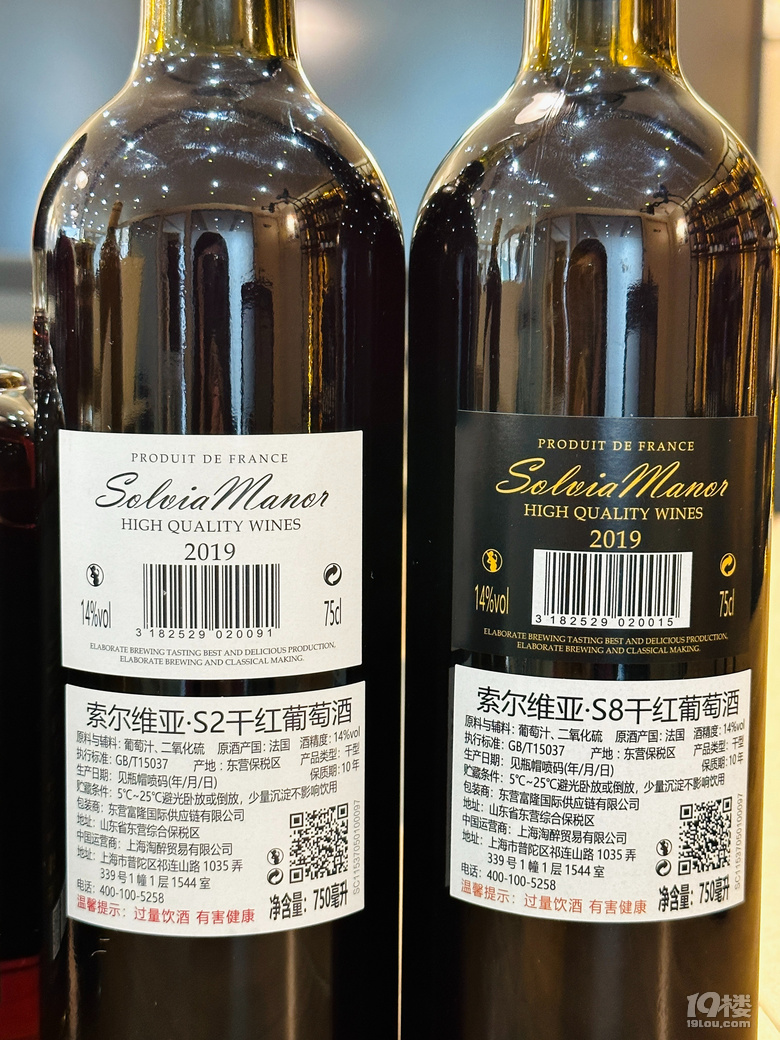 PRODUIT DE FRANCE
Solvia Manor
HIGH QUALITY WINES
2019
14%vol
75cl
3 182529 020091
ELABORATE BREWING TASTING BEST AND DELICIOUS PRODUCTION,
ELABORATE BREWING AND CLASSICAL MAKING.
索尔维亚·S2干红葡萄酒
原料与辅料：葡萄汁、二氧化硫 原酒产国：法国 酒精度：14%vol
执行标准：GB/T15037 产地：东营保税区 产品类型：干型
生产日期：见瓶帽喷码(年/月/日) 保质期：10年
贮藏条件：5℃~25℃避光卧放或倒放，少量沉淀不影响饮用
包装商：东营富隆国际供应链有限公司
地址：山东省东营综合保税区
中国运营商：上海淘醉贸易有限公司
地址：上海市普陀区祁连山路1035弄
339号1幢1层1544室
电话：400-100-5258
温馨提示：过量饮酒 有害健康
净含量：750毫升
SC11537050100097
PRODUIT DE FRANCE
Solvia Manor
HIGH QUALITY WINES
2019
14%vol
75cl
3 182529 020015
ELABORATE BREWING TASTING BEST AND DELICIOUS PRODUCTION,
ELABORATE BREWING AND CLASSICAL MAKING.
索尔维亚·S8干红葡萄酒
原料与辅料：葡萄汁、二氧化硫 原酒产国：法国 酒精度：14%vol
执行标准：GB/T15037 产地：东营保税区 产品类型：干型
生产日期：见瓶帽喷码(年/月/日) 保质期：10年
贮藏条件：5℃~25℃避光卧放或倒放，少量沉淀不影响饮用
包装商：东营富隆国际供应链有限公司
地址：山东省东营综合保税区
中国运营商：上海淘醉贸易有限公司
地址：上海市普陀区祁连山路1035弄
339号1幢1层1544室
电话：400-100-5258
温馨提示：过量饮酒 有害健康
净含量：750毫升
SC11537050100097
19楼
19lou.com